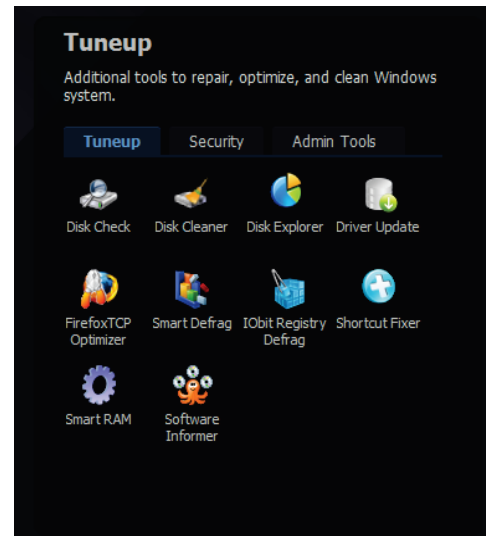 Tuneup
Additional tools to repair, optimize, and clean Windows
system.
Tuneup Security Admin Tools
Disk Check Disk Cleaner Disk Explorer Driver Update
FirefoxTCP Smart Defrag IObit Registry Shortcut Fixer
Optimizer Defrag
Smart RAM Software
Informer